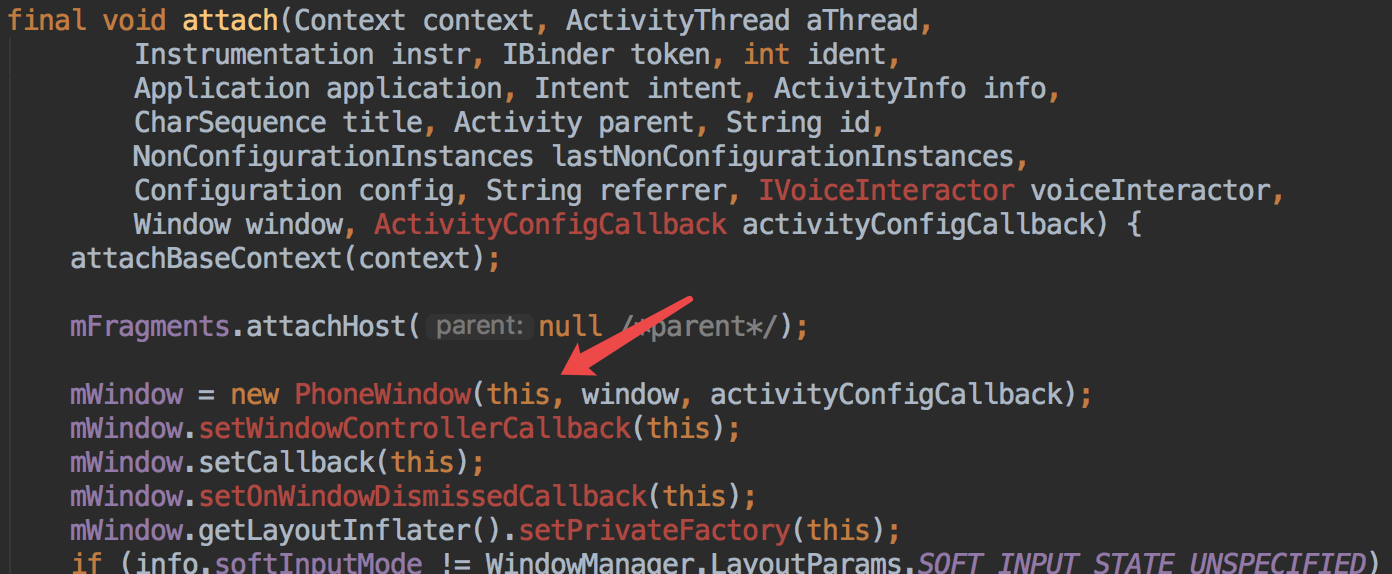 final void attach(Context context, ActivityThread aThread,
Instrumentation instr, IBinder token, int ident,
Application application, Intent intent, ActivityInfo info,
CharSequence title, Activity parent, String id,
NonConfigurationInstances lastNonConfigurationInstances,
Configuration config, String referrer, IVoiceInteractor voiceInteractor,
Window window, ActivityConfigCallback activityConfigCallback) {
attachBaseContext(context);
mFragments.attachHost( parent: null /*parent*/);
mWindow = new PhoneWindow(this, window, activityConfigCallback);
mWindow.setWindowControllerCallback(this);
mWindow.setCallback(this);
mWindow.setOnWindowDismissedCallback(this);
mWindow.getLayoutInflater().setPrivateFactory(this);
if (info.softInputMode != WindowManager.LayoutParams.SOFT_INPUT_STATE_UNSPECIFIED)